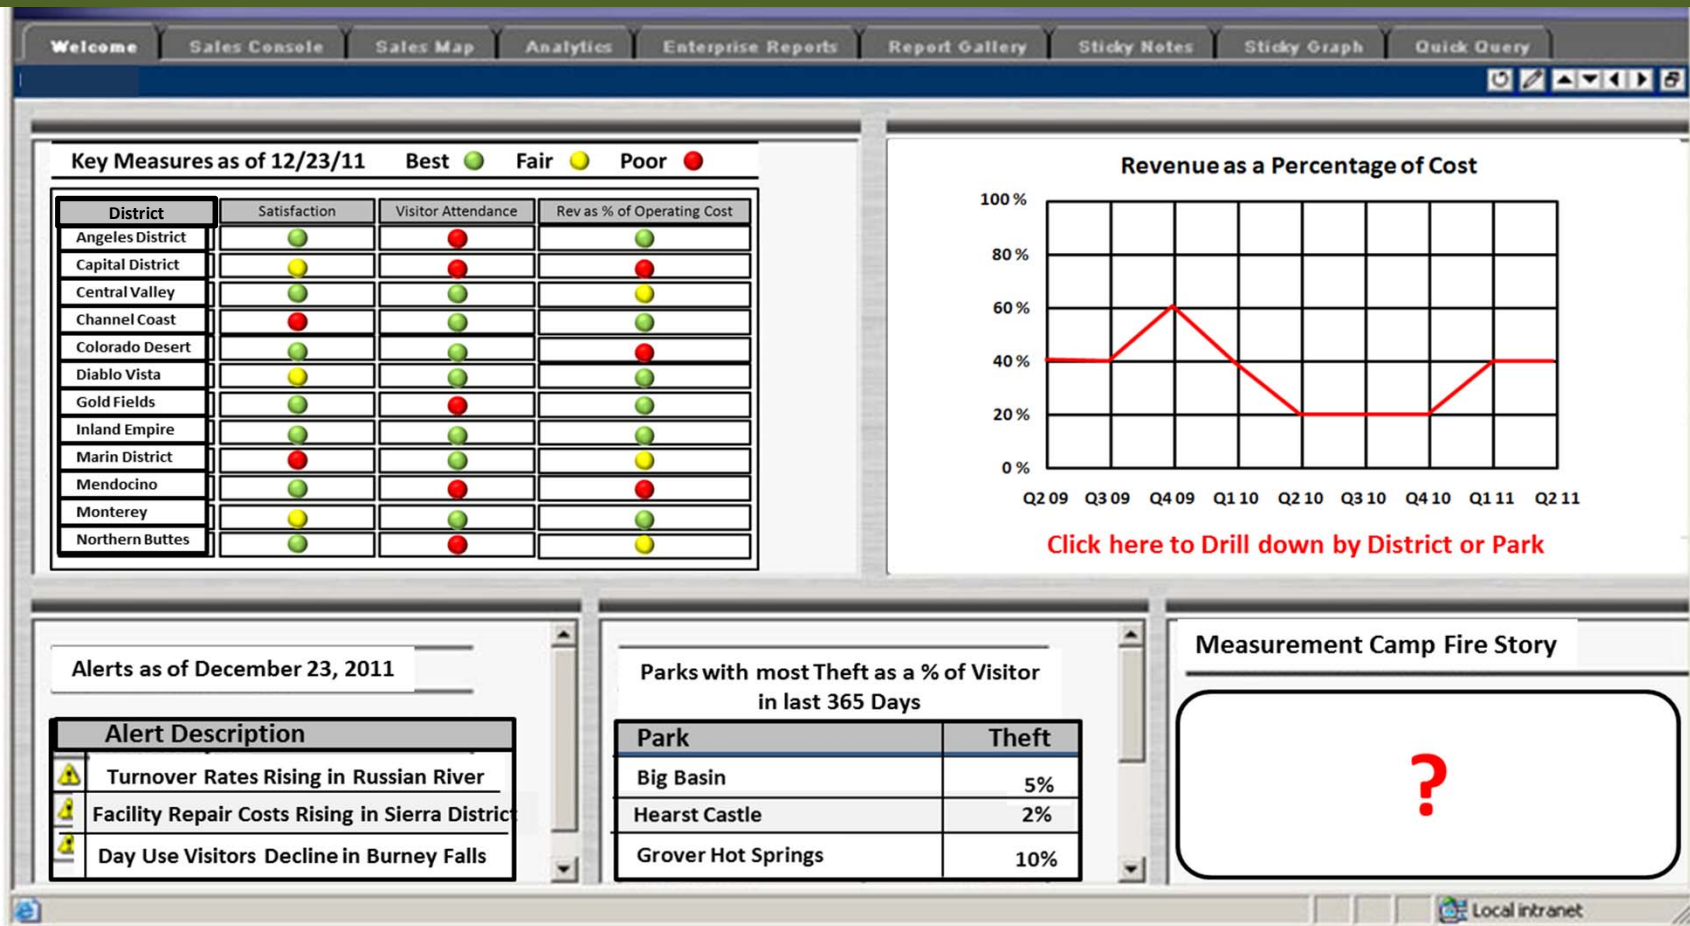 Welcome Sales Console Sales Map Analytics Enterprise Reports Report Gallery Sticky Notes Sticky Graph Quick Query
Key Measures as of 12/23/11 Best Fair Poor
District Satisfaction Visitor Attendance Rev as % of Operating Cost
Angeles District
Capital District
Central Valley
Channel Coast
Colorado Desert
Diablo Vista
Gold Fields
Inland Empire
Marin District
Mendocino
Monterey
Northern Buttes
Revenue as a Percentage of Cost
100 %
80 %
60 %
40 %
20 %
0 %
Q2 09 Q3 09 Q4 09 Q1 10 Q2 10 Q3 10 Q4 10 Q1 11 Q2 11
Click here to Drill down by District or Park
Alerts as of December 23, 2011
Alert Description
Turnover Rates Rising in Russian River
Facility Repair Costs Rising in Sierra District
Day Use Visitors Decline in Burney Falls
Parks with most Theft as a % of Visitor
in last 365 Days
Park Theft
Big Basin 5%
Hearst Castle 2%
Grover Hot Springs 10%
Measurement Camp Fire Story
?
Local intranet